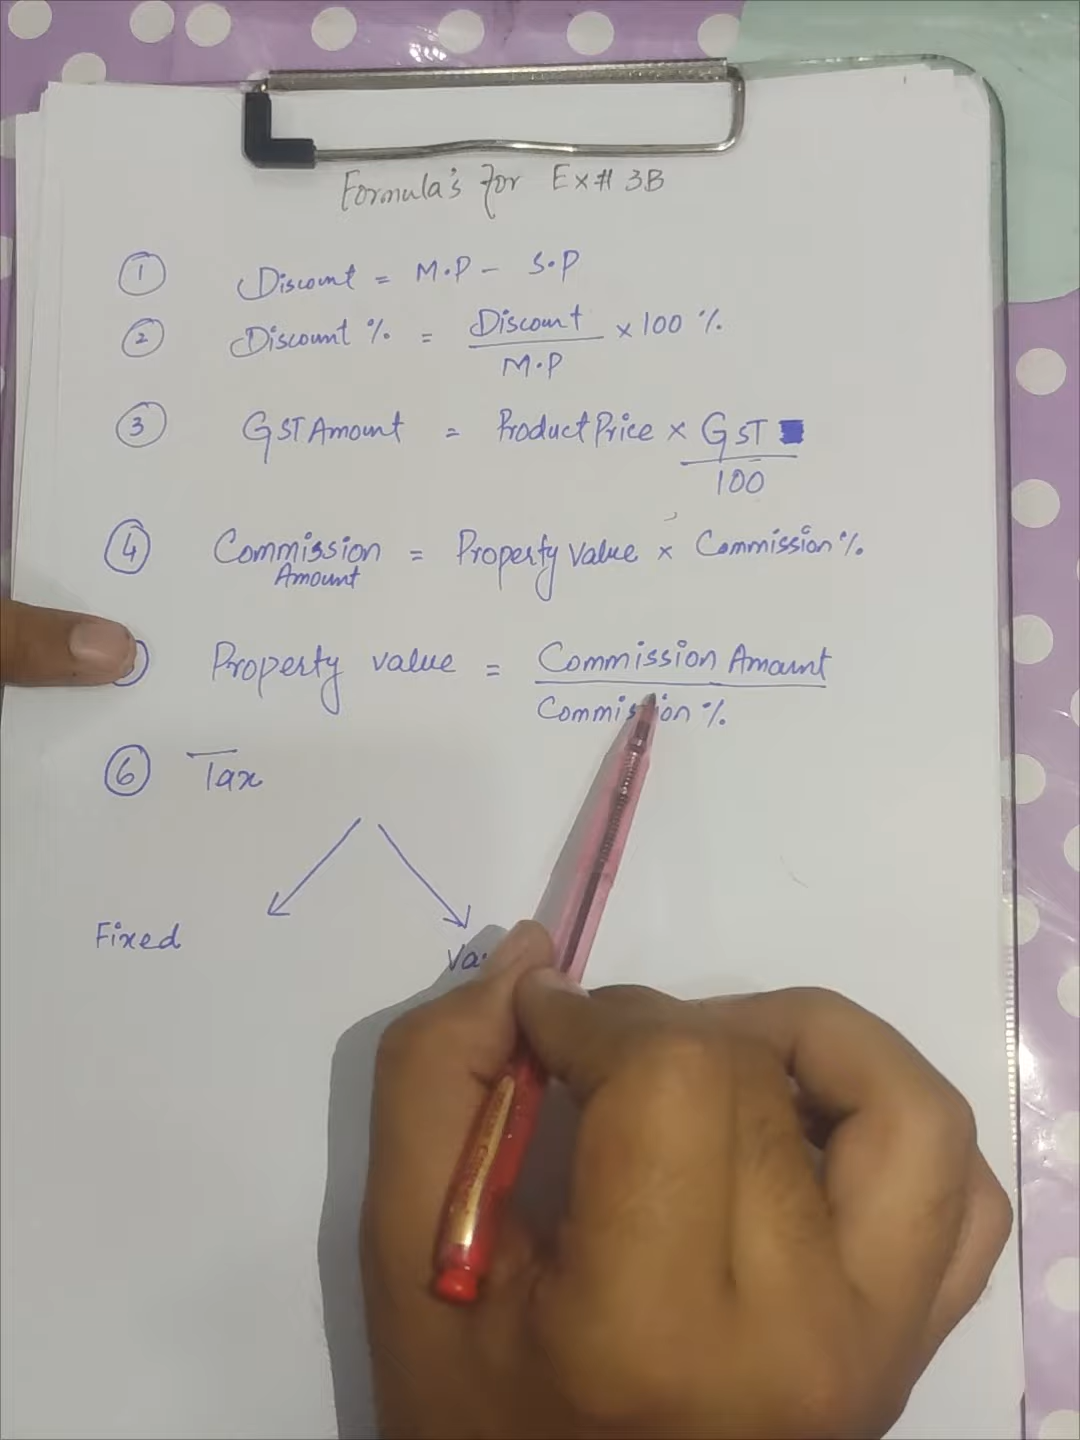 Formula's for Ex# 3B
① Discount = M.P - S.P
② Discount % = Discount / M.P × 100 %
③ GST Amount = Product Price × GST / 100
④ Commission Amount = Property value × Commission %
Property value = Commission Amount / Commission %
⑥ Tax
Fixed